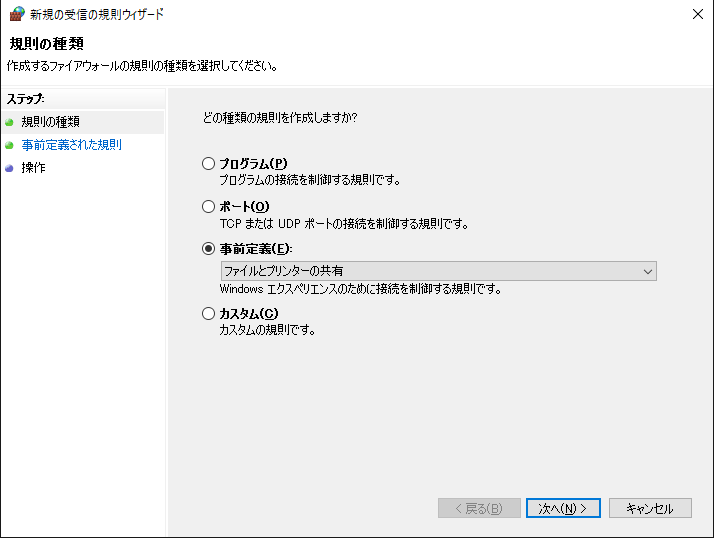 新規の受信の規則ウィザード
規則の種類
作成するファイアウォールの規則の種類を選択してください。
ステップ:
規則の種類
事前定義された規則
操作
どの種類の規則を作成しますか?
プログラム(P)
プログラムの接続を制御する規則です。
ポート(O)
TCP または UDP ポートの接続を制御する規則です。
事前定義(E):
ファイルとプリンターの共有
Windows エクスペリエンスのために接続を制御する規則です。
カスタム(C)
カスタムの規則です。
< 戻る(B)
次へ(N) >
キャンセル